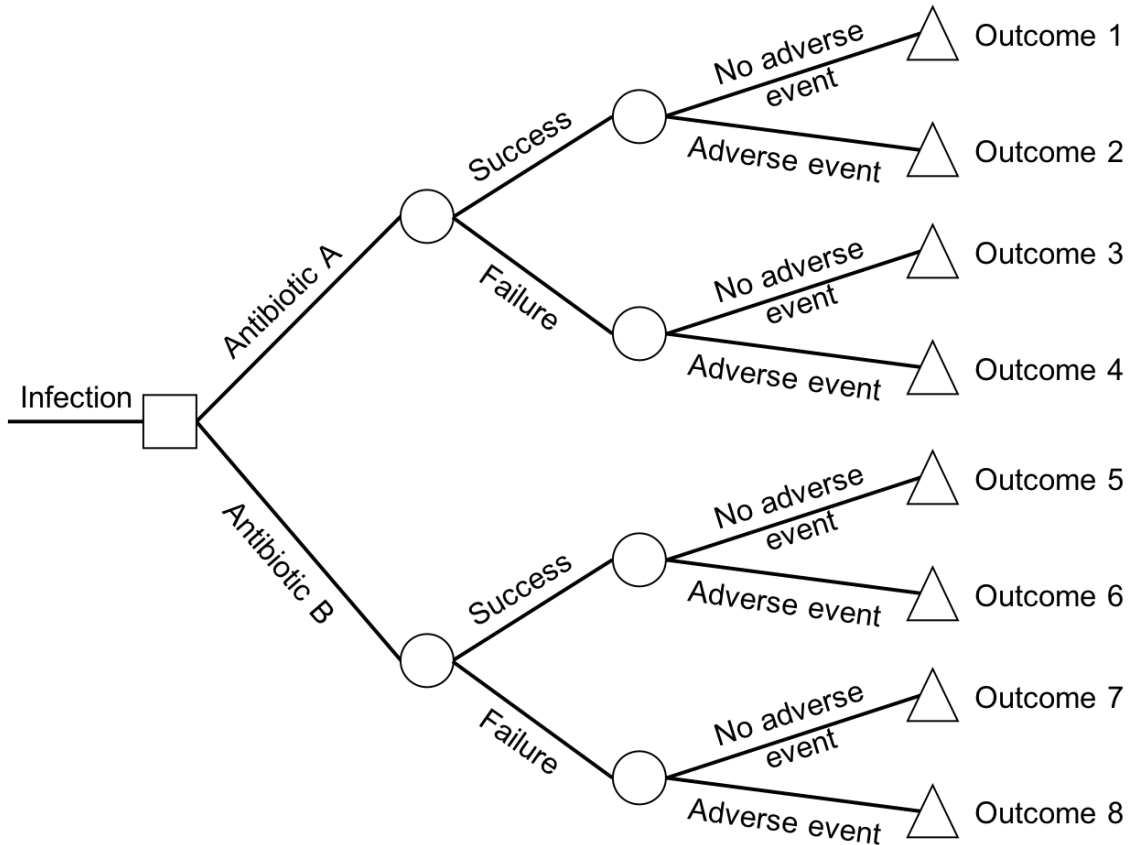 Infection
Antibiotic A
Success
No adverse
event
Outcome 1
Adverse event
Outcome 2
Failure
No adverse
event
Outcome 3
Adverse event
Outcome 4
Antibiotic B
Success
No adverse
event
Outcome 5
Adverse event
Outcome 6
Failure
No adverse
event
Outcome 7
Adverse event
Outcome 8